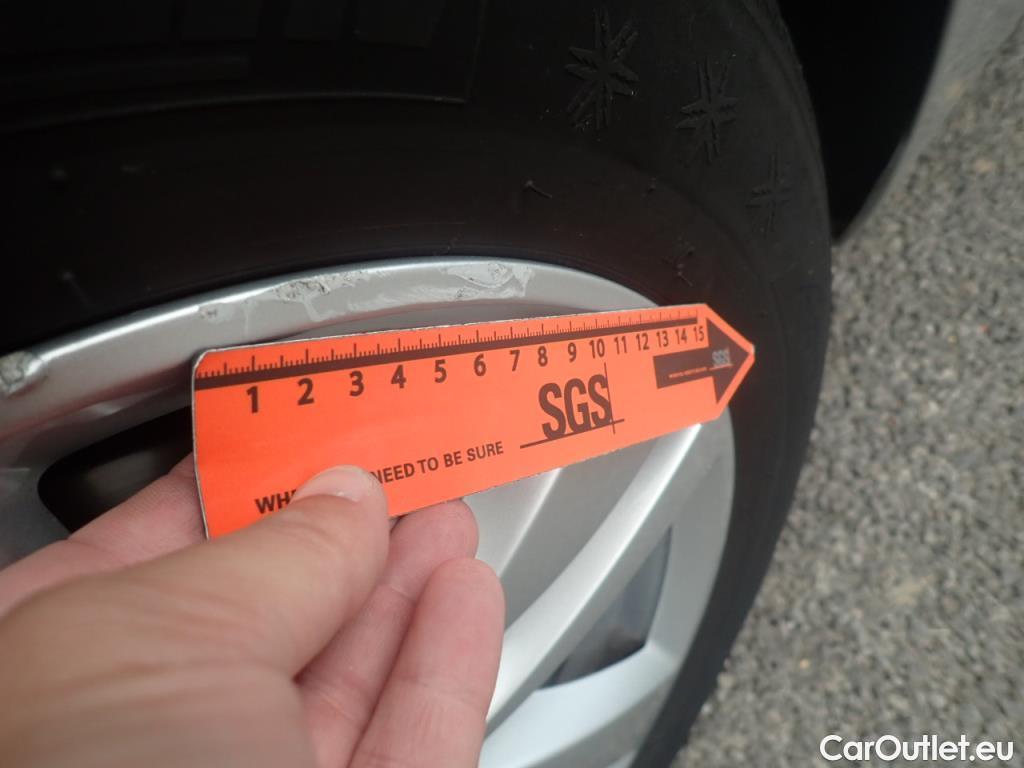 1 2 3 4 5 6 7 8 9 10 11 12 13 14 15
SGS
SGS
NEED TO BE SURE
CarOutlet.eu